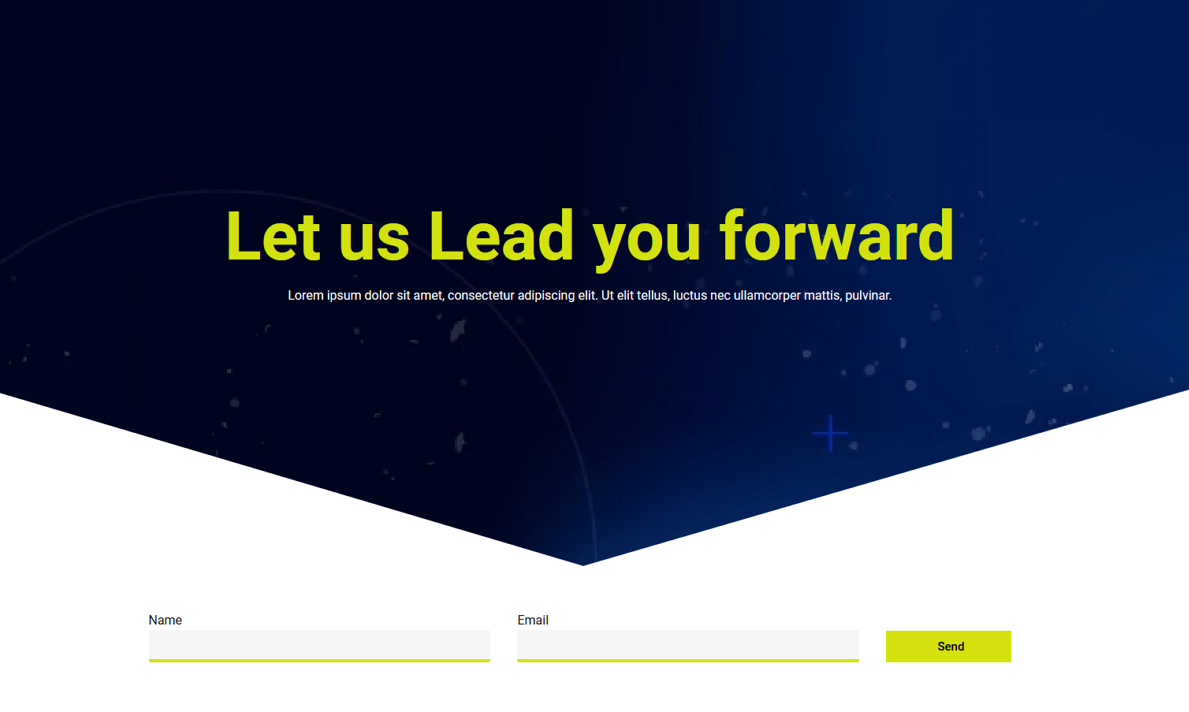 Let us Lead you forward
Lorem ipsum dolor sit amet, consectetur adipiscing elit. Ut elit tellus, luctus nec ullamcorper mattis, pulvinar.
Name
Email
Send